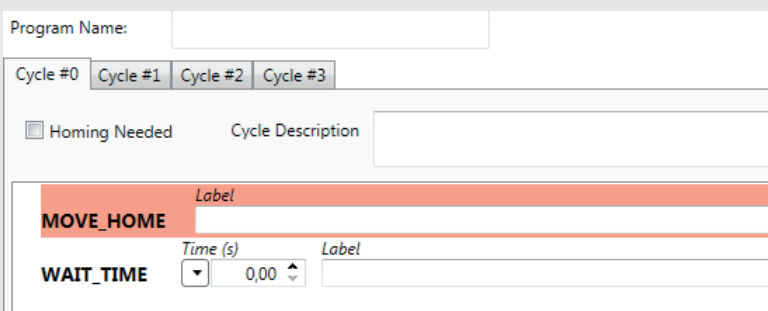 Program Name:
Cycle #0 Cycle #1 Cycle #2 Cycle #3
Homing Needed Cycle Description
Label
MOVE_HOME
Time (s) Label
WAIT_TIME 0,00